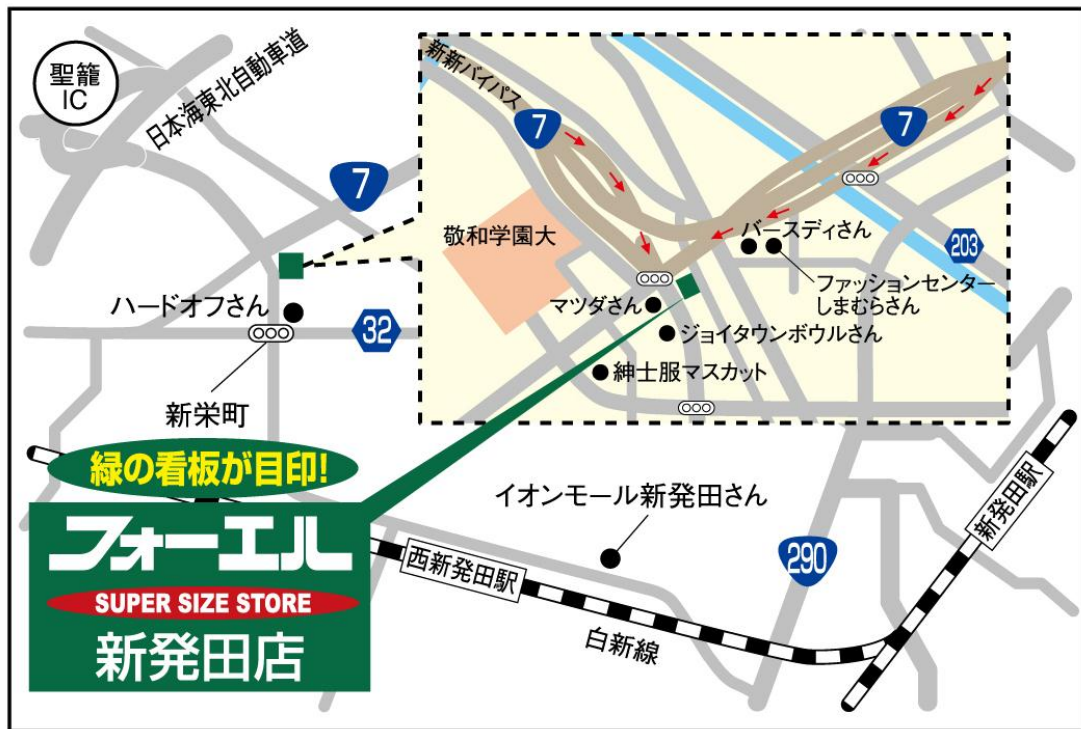 聖籠
IC
日本海東北自動車道
7
ハードオフさん
32
新栄町
新新バイパス
7
7
敬和学園大
バースディさん
203
ファッションセンター
しまむらさん
マツダさん
ジョイタウンボウルさん
紳士服マスカット
緑の看板が目印!
フォーエル
SUPER SIZE STORE
新発田店
イオンモール新発田さん
西新発田駅
白新線
290
新発田駅